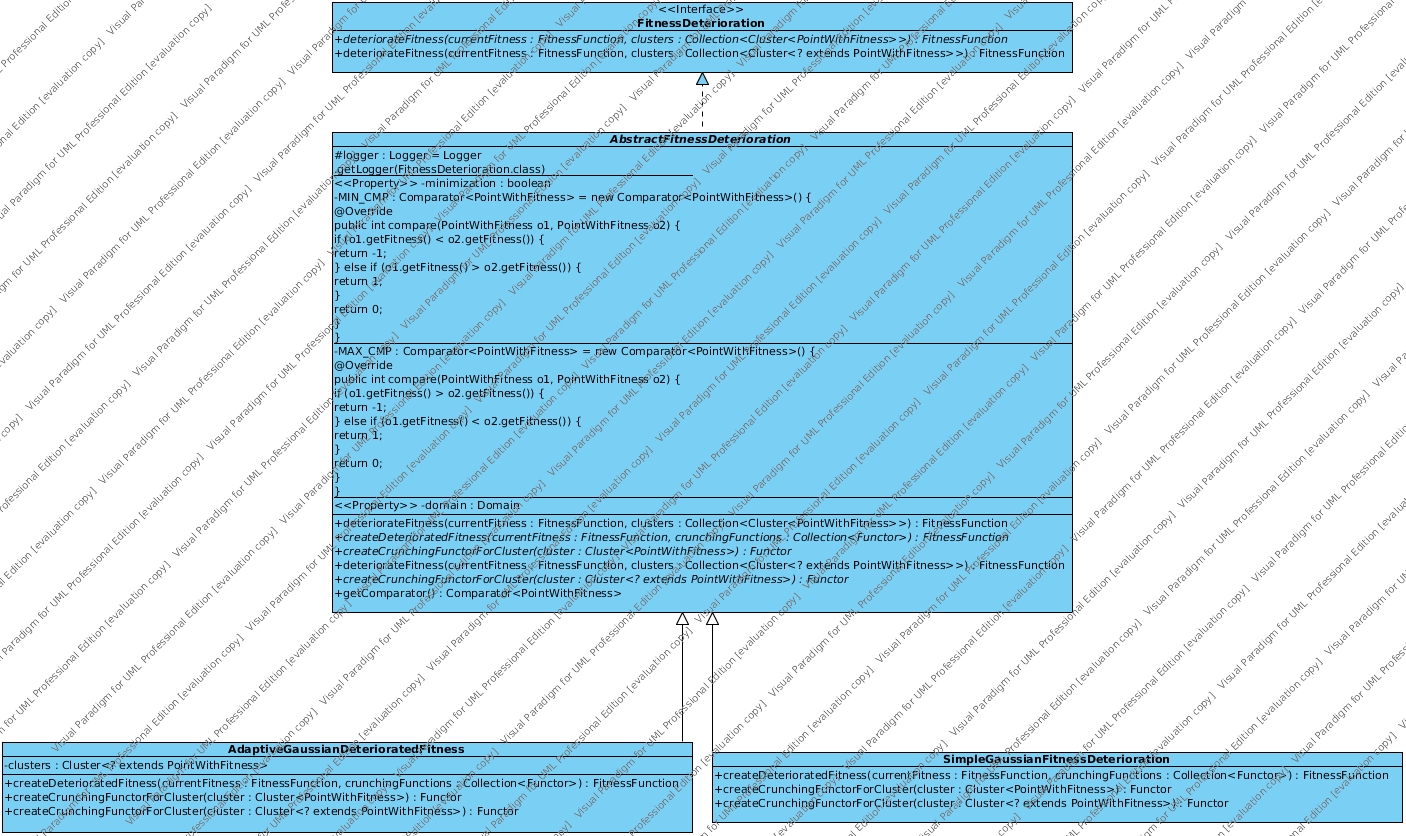 <<Interface>>
FitnessDeterioration
+deteriorateFitness(currentFitness : FitnessFunction, clusters : Collection<Cluster<PointWithFitness>>) : FitnessFunction
+deteriorateFitness(currentFitness : FitnessFunction, clusters : Collection<Cluster<? extends PointWithFitness>>) : FitnessFunction
AbstractFitnessDeterioration
#logger : Logger = Logger
.getLogger(FitnessDeterioration.class)
<<Property>> -minimization : boolean
-MIN_CMP : Comparator<PointWithFitness> = new Comparator<PointWithFitness>() {
@Override
public int compare(PointWithFitness o1, PointWithFitness o2) {
if (o1.getFitness() < o2.getFitness()) {
return -1;
} else if (o1.getFitness() > o2.getFitness()) {
return 1;
}
return 0;
}
}
-MAX_CMP : Comparator<PointWithFitness> = new Comparator<PointWithFitness>() {
@Override
public int compare(PointWithFitness o1, PointWithFitness o2) {
if (o1.getFitness() > o2.getFitness()) {
return -1;
} else if (o1.getFitness() < o2.getFitness()) {
return 1;
}
return 0;
}
}
<<Property>> -domain : Domain
+deteriorateFitness(currentFitness : FitnessFunction, clusters : Collection<Cluster<PointWithFitness>>) : FitnessFunction
+createDeterioratedFitness(currentFitness : FitnessFunction, crunchingFunctions : Collection<Functor>) : FitnessFunction
+createCrunchingFunctorForCluster(cluster : Cluster<PointWithFitness>) : Functor
+deteriorateFitness(currentFitness : FitnessFunction, clusters : Collection<Cluster<? extends PointWithFitness>>) : FitnessFunction
+createCrunchingFunctorForCluster(cluster : Cluster<? extends PointWithFitness>) : Functor
+getComparator() : Comparator<PointWithFitness>
AdaptiveGaussianDeterioratedFitness
-clusters : Cluster<? extends PointWithFitness>
+createDeterioratedFitness(currentFitness : FitnessFunction, crunchingFunctions : Collection<Functor>) : FitnessFunction
+createCrunchingFunctorForCluster(cluster : Cluster<PointWithFitness>) : Functor
+createCrunchingFunctorForCluster(cluster : Cluster<? extends PointWithFitness>) : Functor
SimpleGaussianFitnessDeterioration
+createDeterioratedFitness(currentFitness : FitnessFunction, crunchingFunctions : Collection<Functor>) : FitnessFunction
+createCrunchingFunctorForCluster(cluster : Cluster<PointWithFitness>) : Functor
+createCrunchingFunctorForCluster(cluster : Cluster<? extends PointWithFitness>) : Functor
Visual Paradigm for UML Professional Edition [evaluation copy]